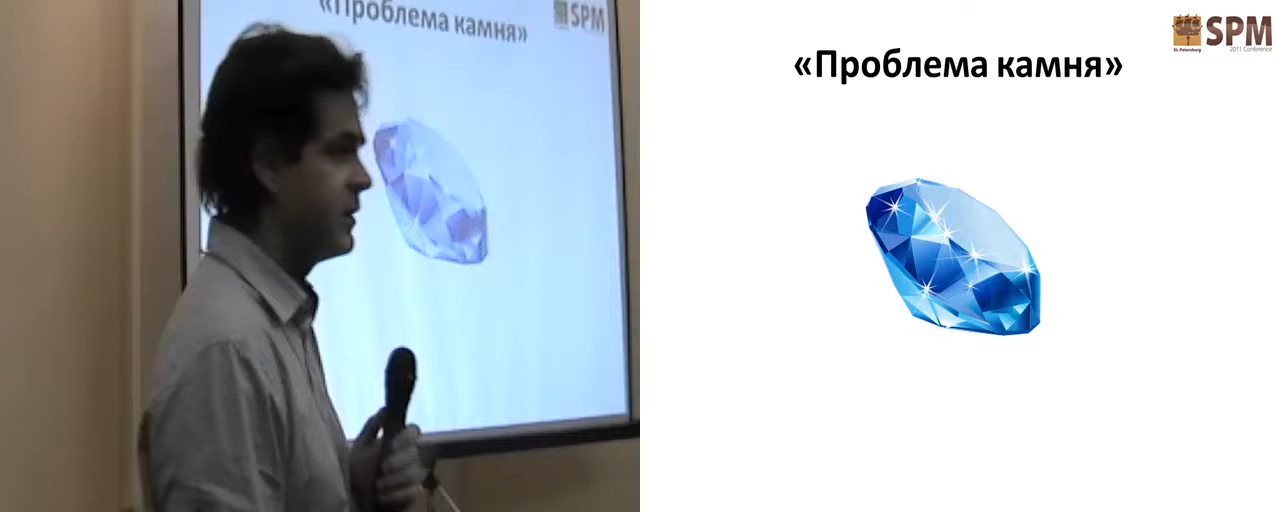 «Проблема камня»
SPM
SPM
St. Petersburg
2011 Conference
«Проблема камня»